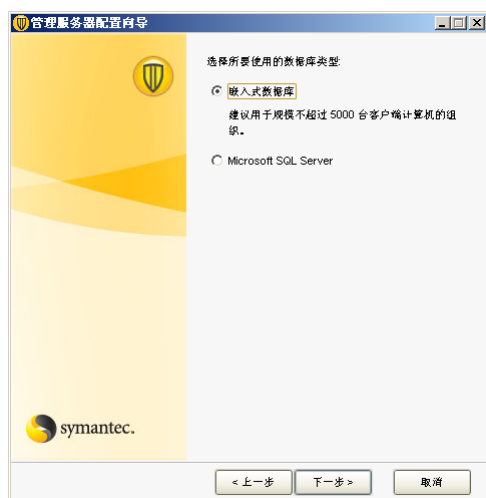 管理服务器配置向导
选择所要使用的数据库类型:
嵌入式数据库
建议用于规模不超过 5000 台客户端计算机的组
织。
Microsoft SQL Server
symantec.
< 上一步
下一步 >
取消